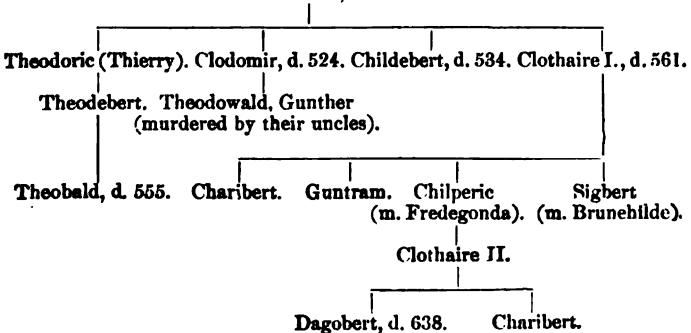 Theodoric (Thierry). Clodomir, d. 524. Childebert, d. 534. Clothaire I., d. 561.
Theodebert. Theodowald, Gunther
(murdered by their uncles).
Theobald, d. 555. Charibert. Guntram. Chilperic Sigbert
(m. Fredegonda). (m. Brunehilde).
Clothaire II.
Dagobert, d. 638. Charibert.